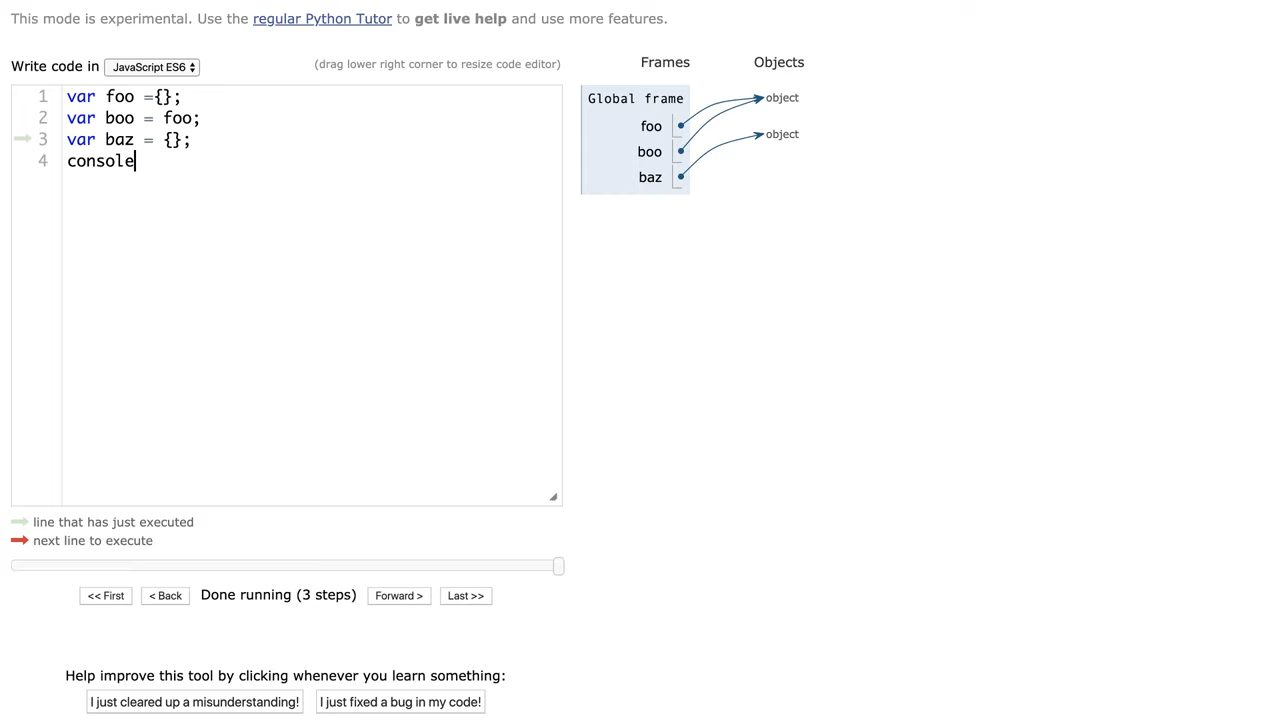 This mode is experimental. Use the regular Python Tutor to get live help and use more features.
Write code in JavaScript ES6 (drag lower right corner to resize code editor)
1 var foo ={};
2 var boo = foo;
3 var baz = {};
4 console
Frames Objects
Global frame
foo
boo
baz
object
object
line that has just executed
next line to execute
<< First < Back Done running (3 steps) Forward > Last >>
Help improve this tool by clicking whenever you learn something:
I just cleared up a misunderstanding! I just fixed a bug in my code!